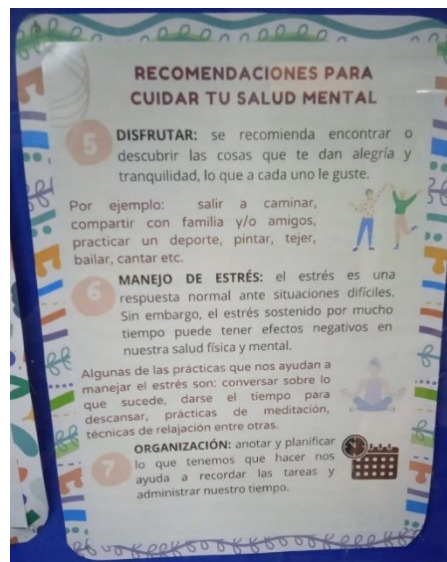 RECOMENDACIONES PARA
CUIDAR TU SALUD MENTAL
5 DISFRUTAR: se recomienda encontrar o
descubrir las cosas que te dan alegría y
tranquilidad, lo que a cada uno le guste.
Por ejemplo: salir a caminar,
compartir con familia y/o amigos,
practicar un deporte, pintar, tejer,
bailar, cantar etc.
6 MANEJO DE ESTRÉS: el estrés es una
respuesta normal ante situaciones difíciles.
Sin embargo, el estrés sostenido por mucho
tiempo puede tener efectos negativos en
nuestra salud física y mental.
Algunas de las prácticas que nos ayudan a
manejar el estrés son: conversar sobre lo
que sucede, darse el tiempo para
descansar, prácticas de meditación,
técnicas de relajación entre otras.
7 ORGANIZACIÓN: anotar y planificar
lo que tenemos que hacer nos
ayuda a recordar las tareas y
administrar nuestro tiempo.